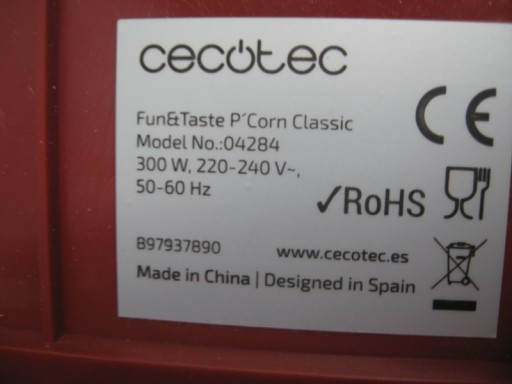 cecotec
Fun&Taste P´Corn Classic
Model No.:04284
300 W, 220-240 V~,
50-60 Hz
CE
✓RoHS
B97937890
www.cecotec.es
Made in China | Designed in Spain